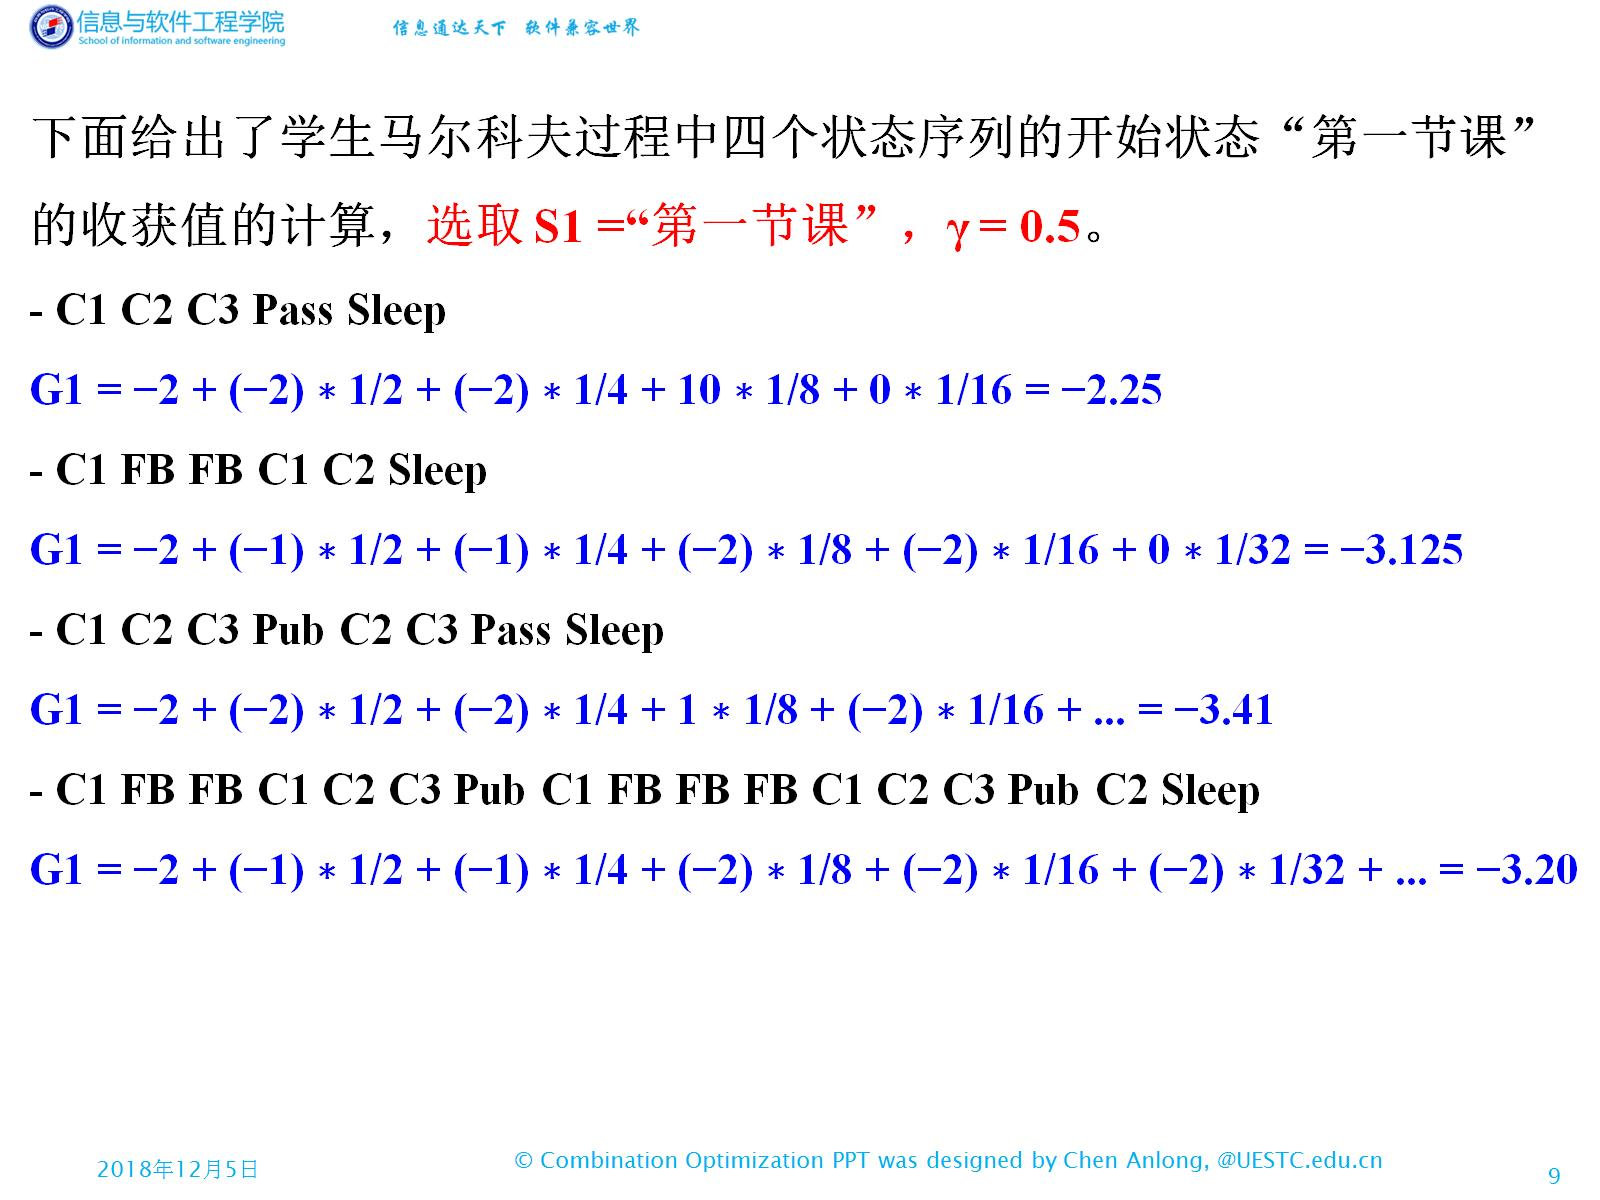 信息与软件工程学院
School of information and software engineering
信息通达天下 软件兼容世界
下面给出了学生马尔科夫过程中四个状态序列的开始状态“第一节课”
的收获值的计算，选取 S1 =“第一节课”，γ = 0.5。
- C1 C2 C3 Pass Sleep
G1 = −2 + (−2) ∗ 1/2 + (−2) ∗ 1/4 + 10 ∗ 1/8 + 0 ∗ 1/16 = −2.25
- C1 FB FB C1 C2 Sleep
G1 = −2 + (−1) ∗ 1/2 + (−1) ∗ 1/4 + (−2) ∗ 1/8 + (−2) ∗ 1/16 + 0 ∗ 1/32 = −3.125
- C1 C2 C3 Pub C2 C3 Pass Sleep
G1 = −2 + (−2) ∗ 1/2 + (−2) ∗ 1/4 + 1 ∗ 1/8 + (−2) ∗ 1/16 + ... = −3.41
- C1 FB FB C1 C2 C3 Pub C1 FB FB FB C1 C2 C3 Pub C2 Sleep
G1 = −2 + (−1) ∗ 1/2 + (−1) ∗ 1/4 + (−2) ∗ 1/8 + (−2) ∗ 1/16 + (−2) ∗ 1/32 + ... = −3.20
2018年12月5日
© Combination Optimization PPT was designed by Chen Anlong, @UESTC.edu.cn
9